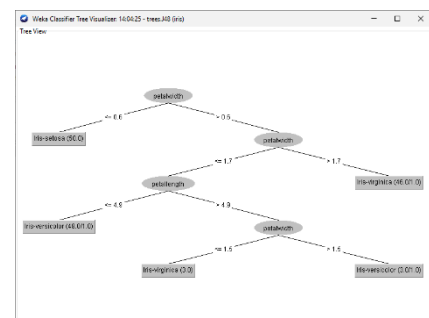 Weka Classifier Tree Visualizer: 14:04:25 - trees.J48 (iris)
Tree View
petalwidth
<= 0.6
> 0.6
Iris-setosa (50.0)
petalwidth
<= 1.7
> 1.7
petallength
Iris-virginica (46.0/1.0)
<= 4.9
> 4.9
Iris-versicolor (48.0/1.0)
petalwidth
<= 1.5
> 1.5
Iris-virginica (3.0)
Iris-versicolor (3.0/1.0)